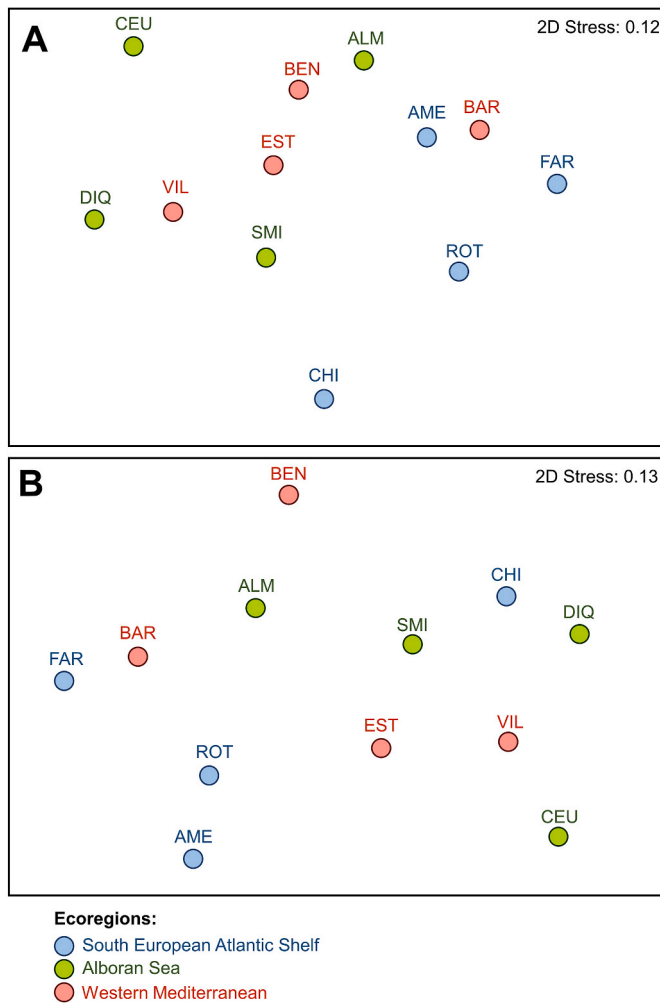 A
2D Stress: 0.12
CEU
ALM
BEN
AME
BAR
EST
FAR
DIQ
VIL
SMI
ROT
CHI
B
2D Stress: 0.13
BEN
CHI
ALM
DIQ
SMI
BAR
FAR
EST
VIL
ROT
CEU
AME
Ecoregions:
South European Atlantic Shelf
Alboran Sea
Western Mediterranean